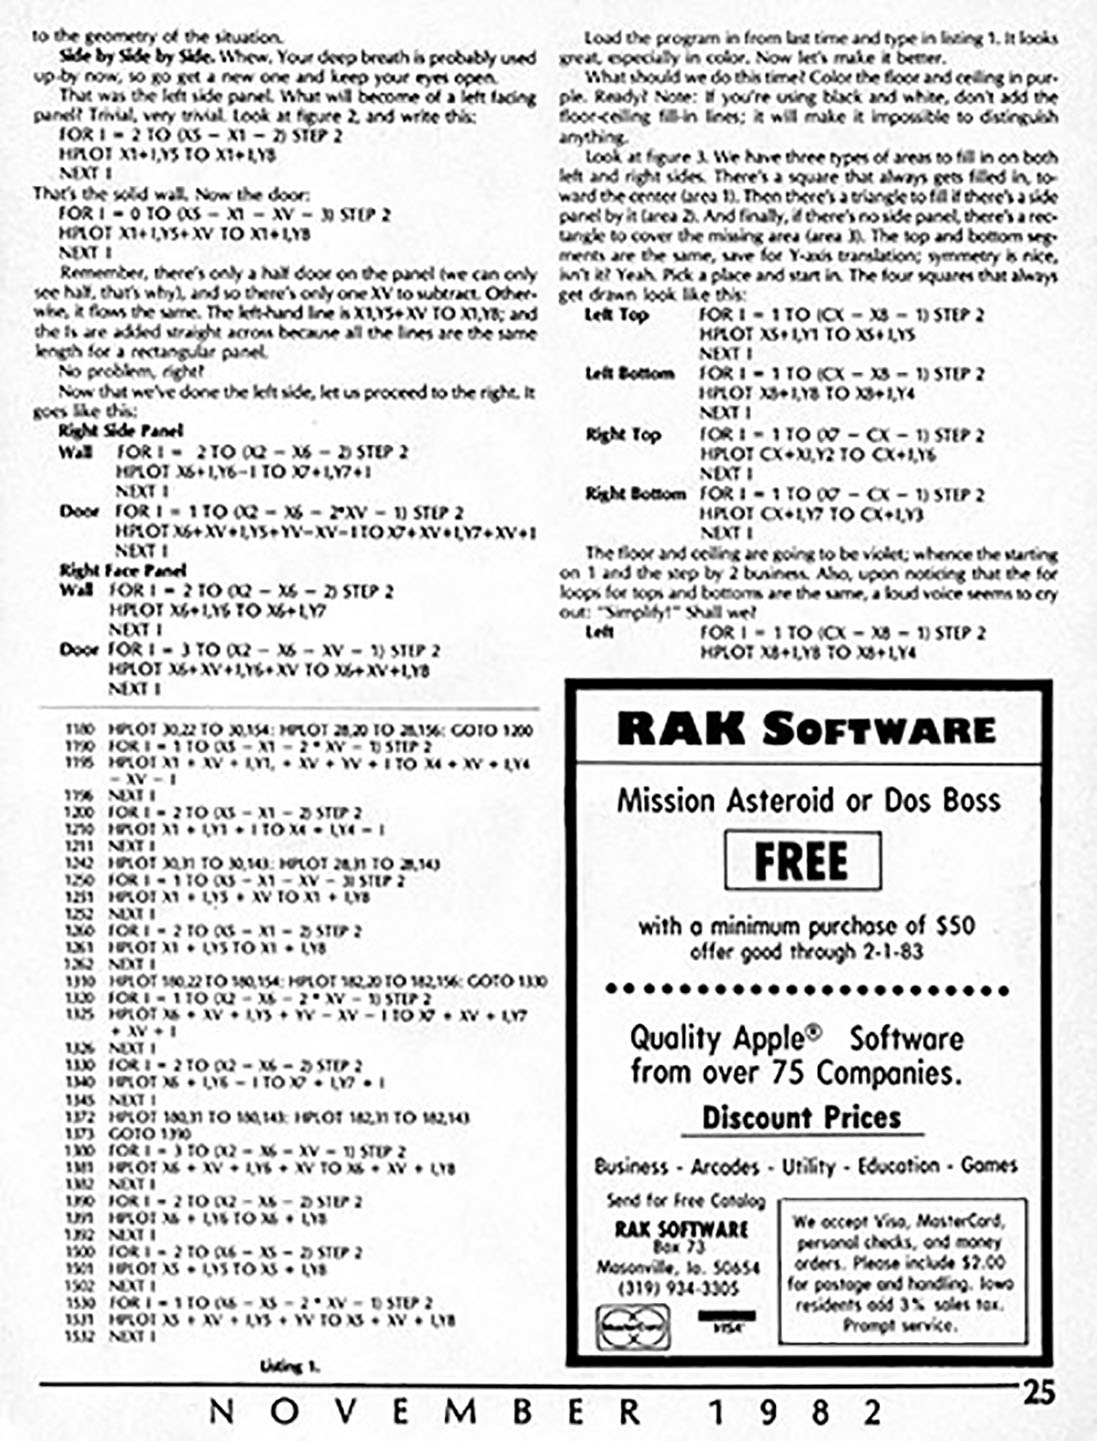 to the geometry of the situation.
Side by Side by Side. Whew. Your deep breath is probably used
up by now, so go get a new one and keep your eyes open.
That was the left side panel. What will become of a left facing
panel? Trivial, very trivial. Look at figure 2, and write this:
FOR I = 2 TO (X5 - X1 - 2) STEP 2
HPLOT X1+I,Y5 TO X1+I,Y8
NEXT I
That's the solid wall. Now the door:
FOR I = 0 TO (X5 - X1 - XV - 3) STEP 2
HPLOT X1+I,Y5+XV TO X1+I,Y8
NEXT I
Remember, there's only a half door on the panel (we can only
see half, that's why), and so there's only one XV to subtract. Other-
wise, it flows the same. The left-hand line is X1,Y5+XV TO X1,Y8; and
the Is are added straight across because all the lines are the same
length for a rectangular panel.
No problem, right?
Now that we've done the left side, let us proceed to the right. It
goes like this:
Right Side Panel
Wall FOR I = 2 TO (X2 - X6 - 2) STEP 2
HPLOT X6+I,Y6-I TO X7+I,Y7+I
NEXT I
Door FOR I = 1 TO (X2 - X6 - 2*XV - 1) STEP 2
HPLOT X6+XV+I,Y5+YV-XV-I TO X7+XV+I,Y7+XV+I
NEXT I
Right Face Panel
Wall FOR I = 2 TO (X2 - X6 - 2) STEP 2
HPLOT X6+I,Y6 TO X6+I,Y7
NEXT I
Door FOR I = 3 TO (X2 - X6 - XV - 1) STEP 2
HPLOT X6+XV+I,Y6+XV TO X6+XV+I,Y8
NEXT I
1180 HPLOT 30,22 TO 30,154: HPLOT 28,20 TO 28,156: GOTO 1200
1190 FOR I = 1 TO (X5 - X1 - 2 * XV - 1) STEP 2
1195 HPLOT X1 + XV + I,Y1, + XV + YV + I TO X4 + XV + I,Y4
- XV - I
1196 NEXT I
1200 FOR I = 2 TO (X5 - X1 - 2) STEP 2
1210 HPLOT X1 + I,Y1 + I TO X4 + I,Y4 - I
1211 NEXT I
1242 HPLOT 30,31 TO 30,143: HPLOT 28,31 TO 28,143
1250 FOR I = 1 TO (X5 - X1 - XV - 3) STEP 2
1251 HPLOT X1 + I,Y5 + XV TO X1 + I,Y8
1252 NEXT I
1260 FOR I = 2 TO (X5 - X1 - 2) STEP 2
1261 HPLOT X1 + I,Y5 TO X1 + I,Y8
1262 NEXT I
1310 HPLOT 180,22 TO 180,154: HPLOT 182,20 TO 182,156: GOTO 1330
1320 FOR I = 1 TO (X2 - X6 - 2 * XV - 1) STEP 2
1325 HPLOT X6 + XV + I,Y5 + YV - XV - I TO X7 + XV + I,Y7
+ XV + I
1326 NEXT I
1330 FOR I = 2 TO (X2 - X6 - 2) STEP 2
1340 HPLOT X6 + I,Y6 - I TO X7 + I,Y7 + I
1345 NEXT I
1372 HPLOT 180,31 TO 180,143: HPLOT 182,31 TO 182,143
1373 GOTO 1390
1380 FOR I = 3 TO (X2 - X6 - XV - 1) STEP 2
1381 HPLOT X6 + XV + I,Y6 + XV TO X6 + XV + I,Y8
1382 NEXT I
1390 FOR I = 2 TO (X2 - X6 - 2) STEP 2
1391 HPLOT X6 + I,Y6 TO X6 + I,Y8
1392 NEXT I
1500 FOR I = 2 TO (X6 - X5 - 2) STEP 2
1501 HPLOT X5 + I,Y5 TO X5 + I,Y8
1502 NEXT I
1530 FOR I = 1 TO (X6 - X5 - 2 * XV - 1) STEP 2
1531 HPLOT X5 + XV + I,Y5 + YV TO X5 + XV + I,Y8
1532 NEXT I
Listing 1.
Load the program in from last time and type in listing 1. It looks
great, especially in color. Now let's make it better.
What should we do this time? Color the floor and ceiling in pur-
ple. Ready? Note: If you're using black and white, don't add the
floor-ceiling fill-in lines; it will make it impossible to distinguish
anything.
Look at figure 3. We have three types of areas to fill in on both
left and right sides. There's a square that always gets filled in, to-
ward the center (area 1). Then there's a triangle to fill if there's a side
panel by it (area 2). And finally, if there's no side panel, there's a rec-
tangle to cover the missing area (area 3). The top and bottom seg-
ments are the same, save for Y-axis translation; symmetry is nice,
isn't it? Yeah. Pick a place and start in. The four squares that always
get drawn look like this:
Left Top FOR I = 1 TO (CX - X8 - 1) STEP 2
HPLOT X5+I,Y1 TO X5+I,Y5
NEXT I
Left Bottom FOR I = 1 TO (CX - X8 - 1) STEP 2
HPLOT X8+I,Y8 TO X8+I,Y4
NEXT I
Right Top FOR I = 1 TO (X7 - CX - 1) STEP 2
HPLOT CX+XI,Y2 TO CX+I,Y6
NEXT I
Right Bottom FOR I = 1 TO (X7 - CX - 1) STEP 2
HPLOT CX+I,Y7 TO CX+I,Y3
NEXT I
The floor and ceiling are going to be violet; whence the starting
on 1 and the step by 2 business. Also, upon noticing that the for
loops for tops and bottoms are the same, a loud voice seems to cry
out: "Simplify!" Shall we?
Left FOR I = 1 TO (CX - X8 - 1) STEP 2
HPLOT X8+I,Y8 TO X8+I,Y4
RAK SOFTWARE
Mission Asteroid or Dos Boss
FREE
with a minimum purchase of $50
offer good through 2-1-83
Quality Apple® Software
from over 75 Companies.
Discount Prices
Business - Arcades - Utility - Education - Games
Send for Free Catalog
RAK SOFTWARE
Box 73
Masonville, Io. 50654
(319) 934-3305
MasterCard
VISA
We accept Visa, MasterCard,
personal checks, and money
orders. Please include $2.00
for postage and handling. Iowa
residents add 3% sales tax.
Prompt service.
NOVEMBER 1982
25